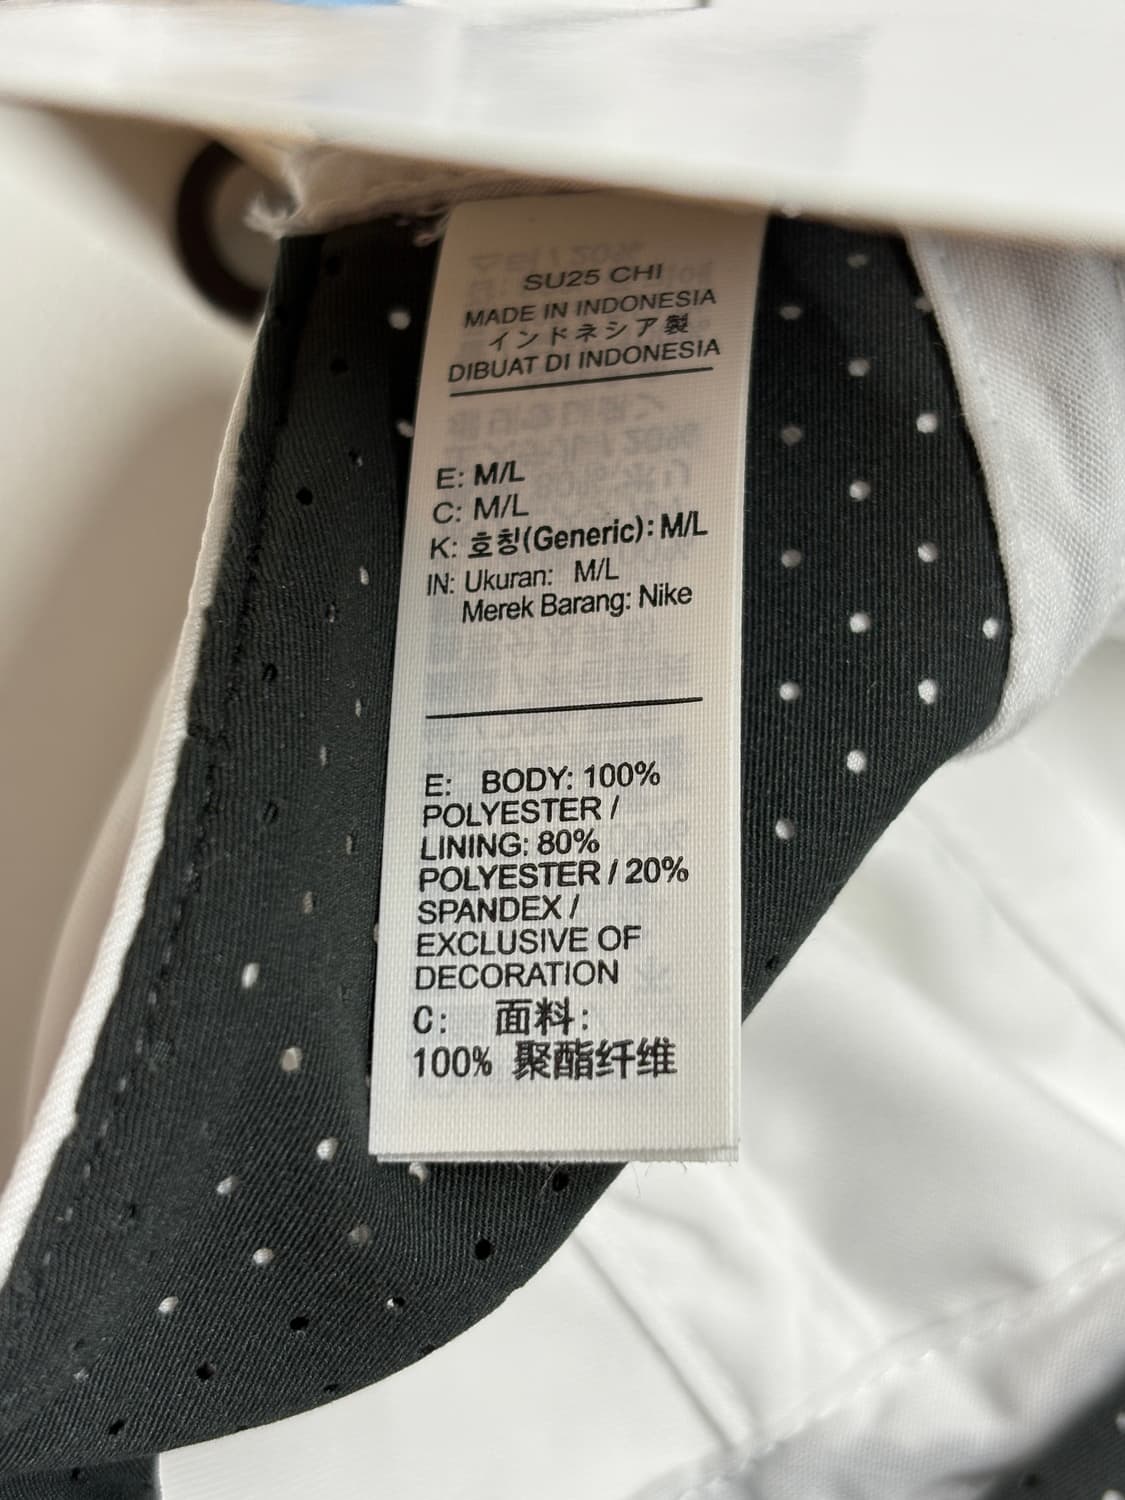 SU25 CHI
MADE IN INDONESIA
インドネシア製
DIBUAT DI INDONESIA
E: M/L
C: M/L
K: 호칭(Generic): M/L
IN: Ukuran: M/L
Merek Barang: Nike
E: BODY: 100%
POLYESTER /
LINING: 80%
POLYESTER / 20%
SPANDEX /
EXCLUSIVE OF
DECORATION
C: 面料:
100% 聚酯纤维